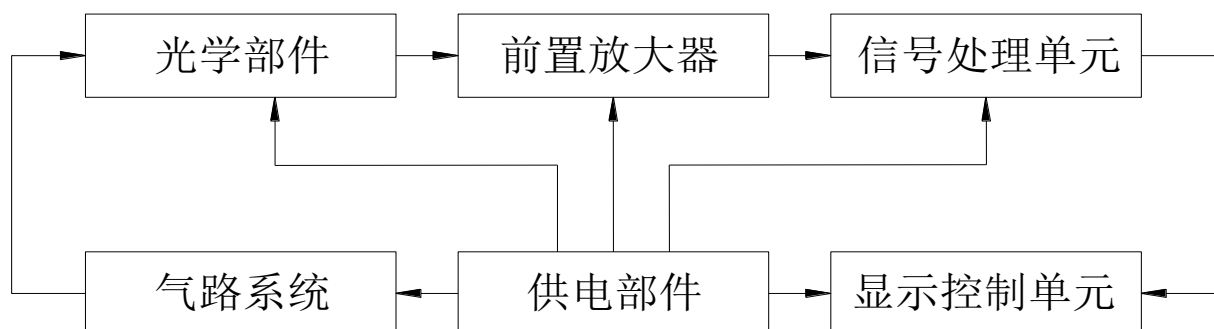 光学部件
前置放大器
信号处理单元
气路系统
供电部件
显示控制单元